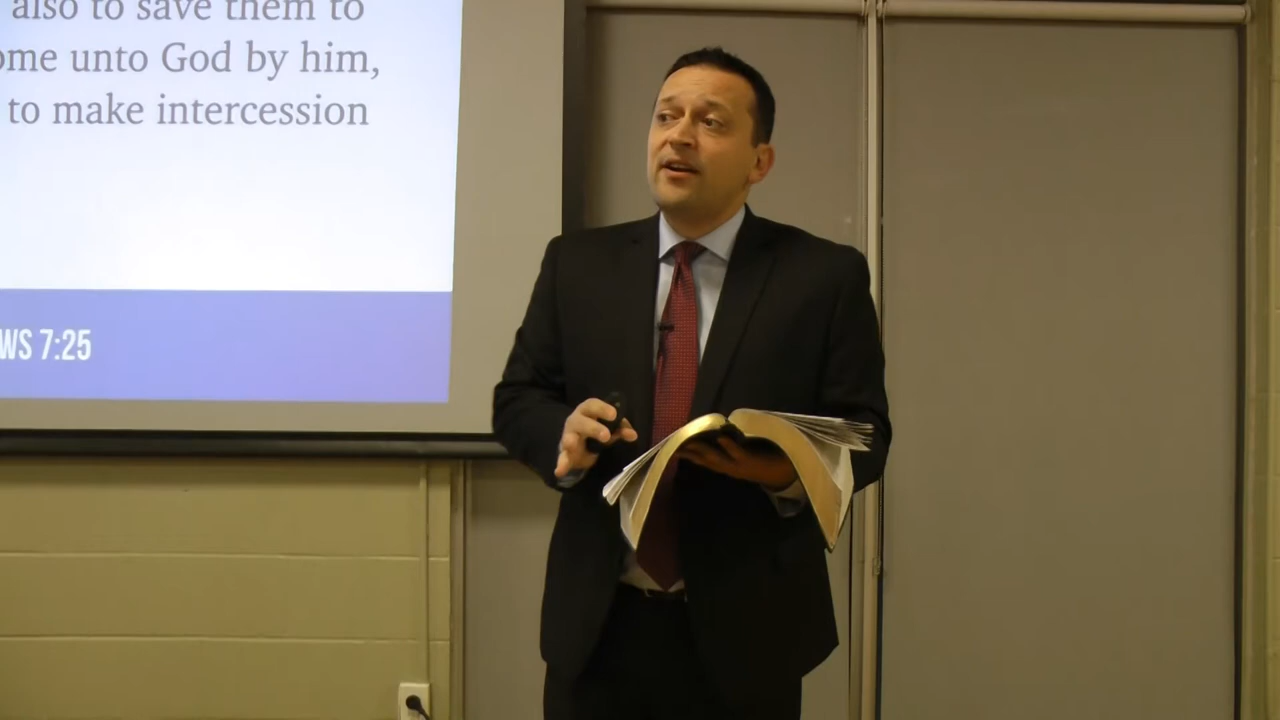 also to save them to
ome unto God by him,
to make intercession
WS 7:25